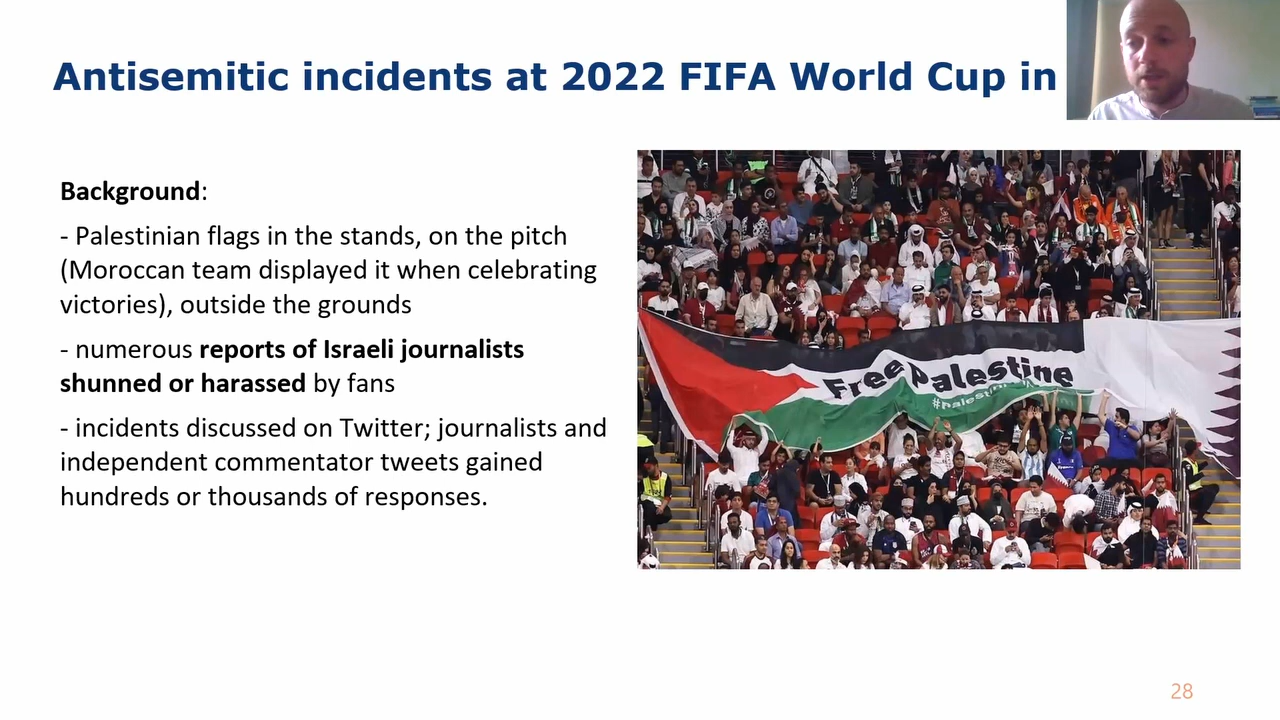 Antisemitic incidents at 2022 FIFA World Cup in
Background:
- Palestinian flags in the stands, on the pitch
(Moroccan team displayed it when celebrating
victories), outside the grounds
- numerous reports of Israeli journalists
shunned or harassed by fans
- incidents discussed on Twitter; journalists and
independent commentator tweets gained
hundreds or thousands of responses.
Free Palestine
28